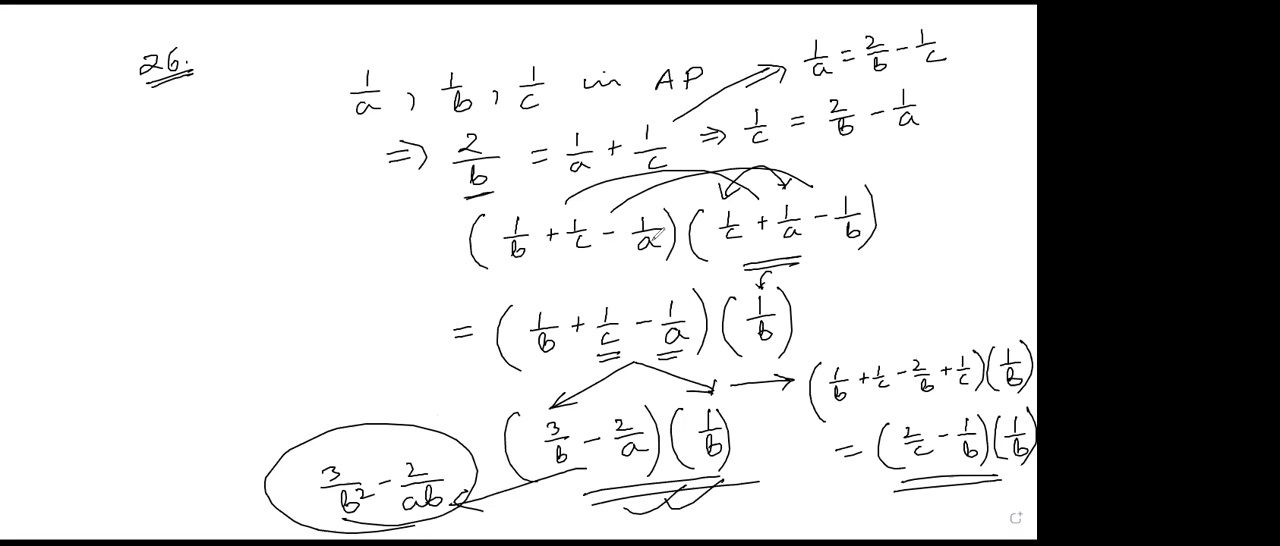 26.
1/a , 1/b , 1/c in AP
⇒ 1/a = 2/b - 1/c
⇒ 2/b = 1/a + 1/c ⇒ 1/c = 2/b - 1/a
(1/b + 1/c - 1/a)(1/c + 1/a - 1/b)
= (1/b + 1/c - 1/a)(1/b)
(1/b + 1/c - 2/b + 1/c)(1/b)
(3/b - 2/a)(1/b)
= (2/c - 1/b)(1/b)
3/b² - 2/ab